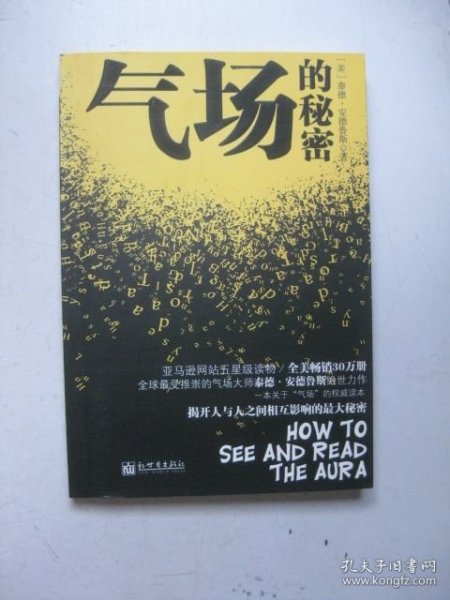 气场
的秘密
[美]泰德·安德鲁斯◎著
亚马逊网站五星级读物/全美畅销30万册
全球最受推崇的气场大师泰德·安德鲁斯绝世力作
一本关于“气场”的权威读本
揭开人与人之间相互影响的最大秘密
HOW TO
SEE AND READ
THE AURA
新世界出版社
孔夫子旧书网
www.kongfz.com